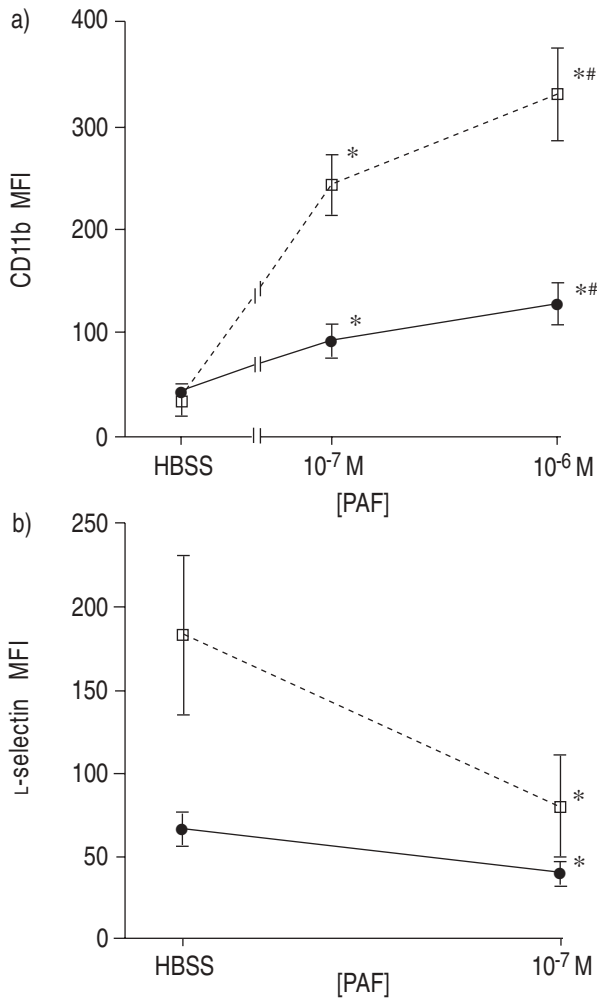 a)
400
300
200
100
0
CD11b MFI
*
*#
*
*#
HBSS
10⁻⁷ M
10⁻⁶ M
[PAF]
b)
250
200
150
100
50
0
L-selectin MFI
*
*
HBSS
10⁻⁷ M
[PAF]